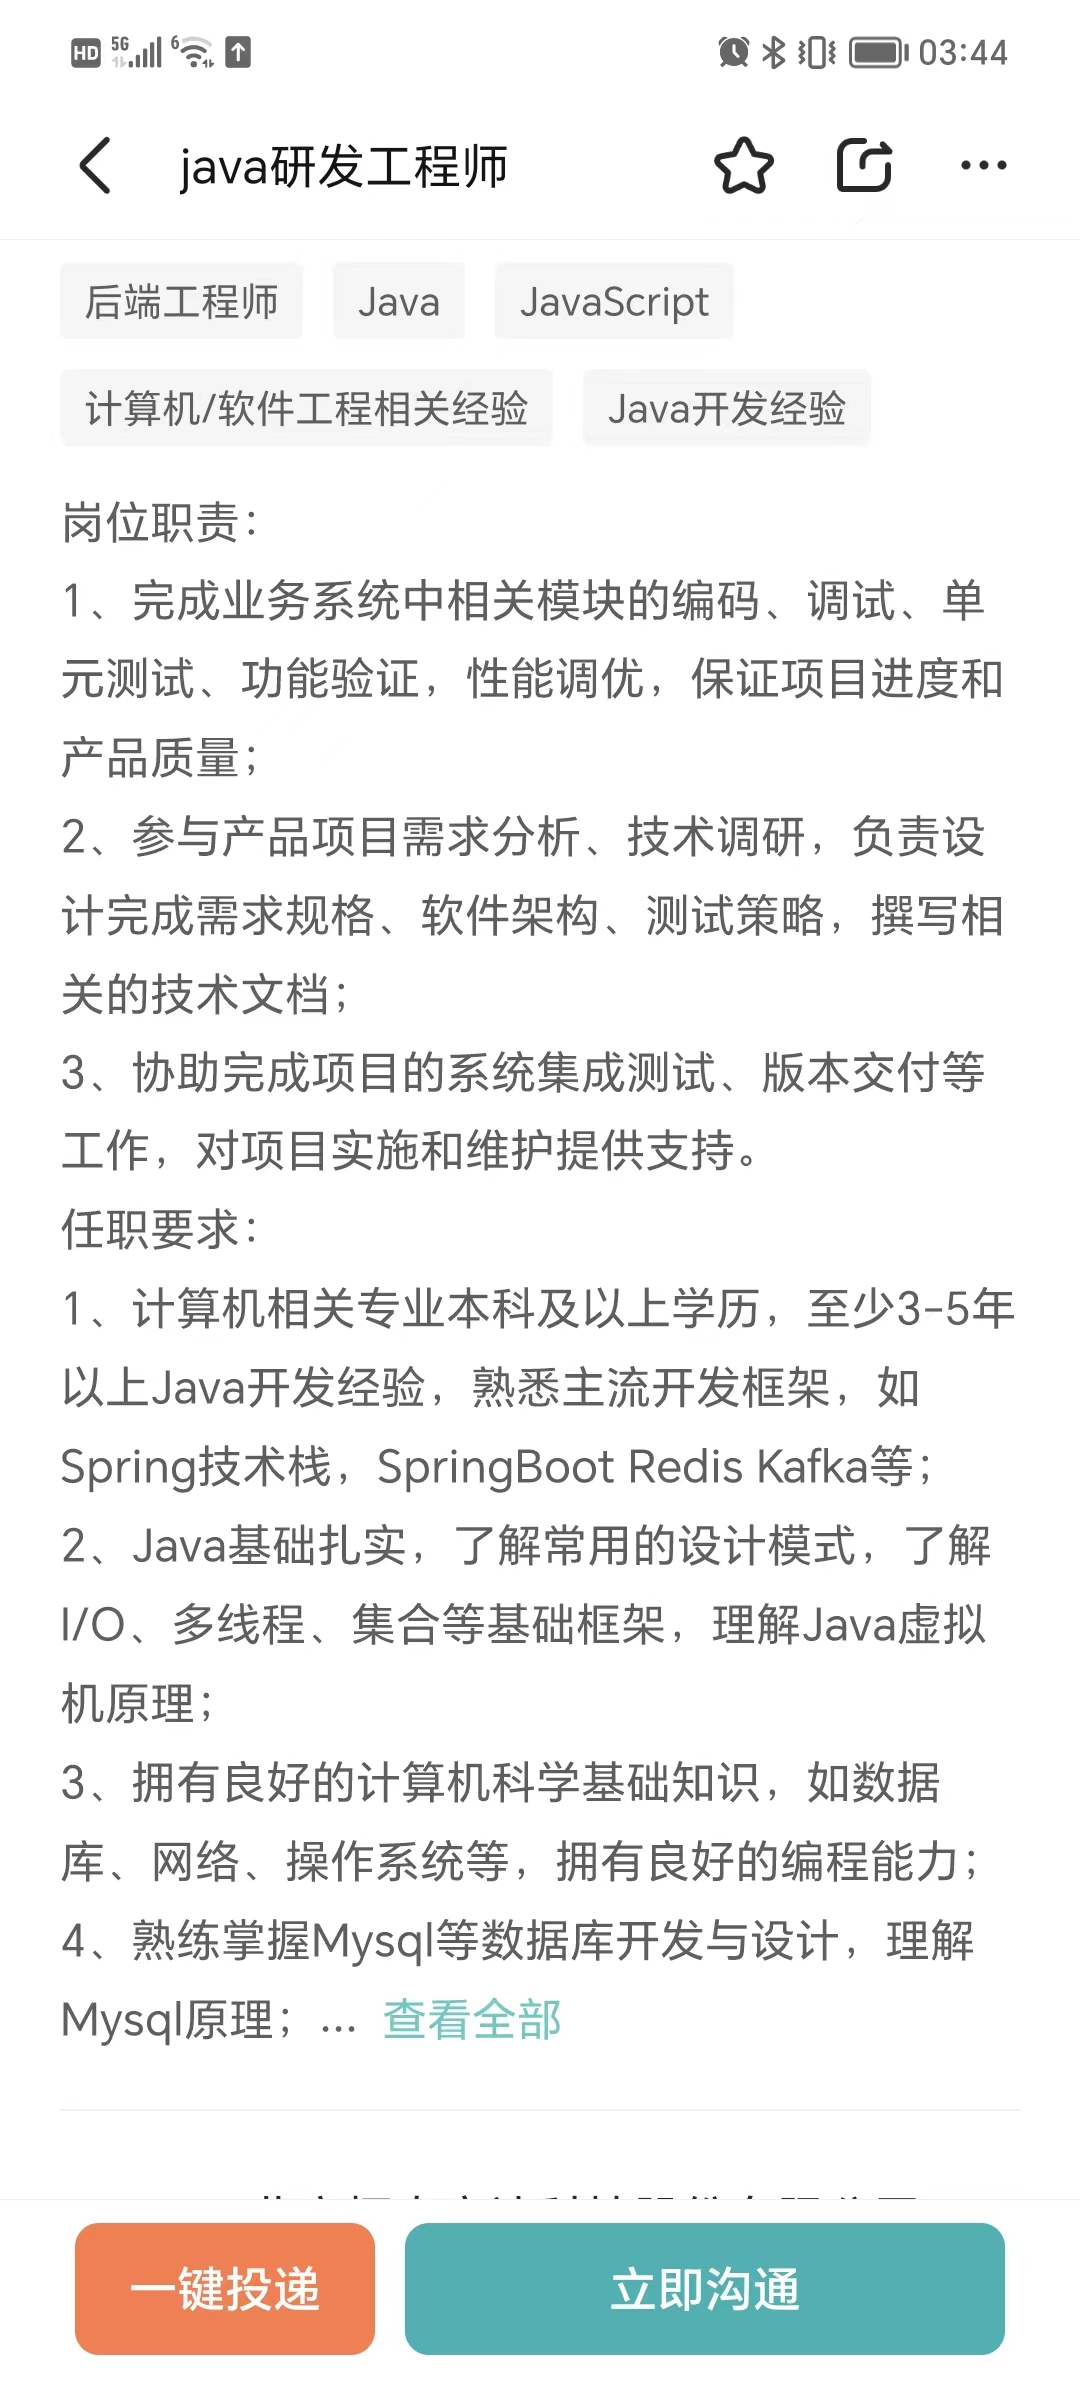 HD 5G 6 03:44
java研发工程师
后端工程师 Java JavaScript
计算机/软件工程相关经验 Java开发经验
岗位职责：
1、完成业务系统中相关模块的编码、调试、单
元测试、功能验证，性能调优，保证项目进度和
产品质量；
2、参与产品项目需求分析、技术调研，负责设
计完成需求规格、软件架构、测试策略，撰写相
关的技术文档；
3、协助完成项目的系统集成测试、版本交付等
工作，对项目实施和维护提供支持。
任职要求：
1、计算机相关专业本科及以上学历，至少3-5年
以上Java开发经验，熟悉主流开发框架，如
Spring技术栈，SpringBoot Redis Kafka等；
2、Java基础扎实，了解常用的设计模式，了解
I/O、多线程、集合等基础框架，理解Java虚拟
机原理；
3、拥有良好的计算机科学基础知识，如数据
库、网络、操作系统等，拥有良好的编程能力；
4、熟练掌握Mysql等数据库开发与设计，理解
Mysql原理；... 查看全部
一键投递 立即沟通